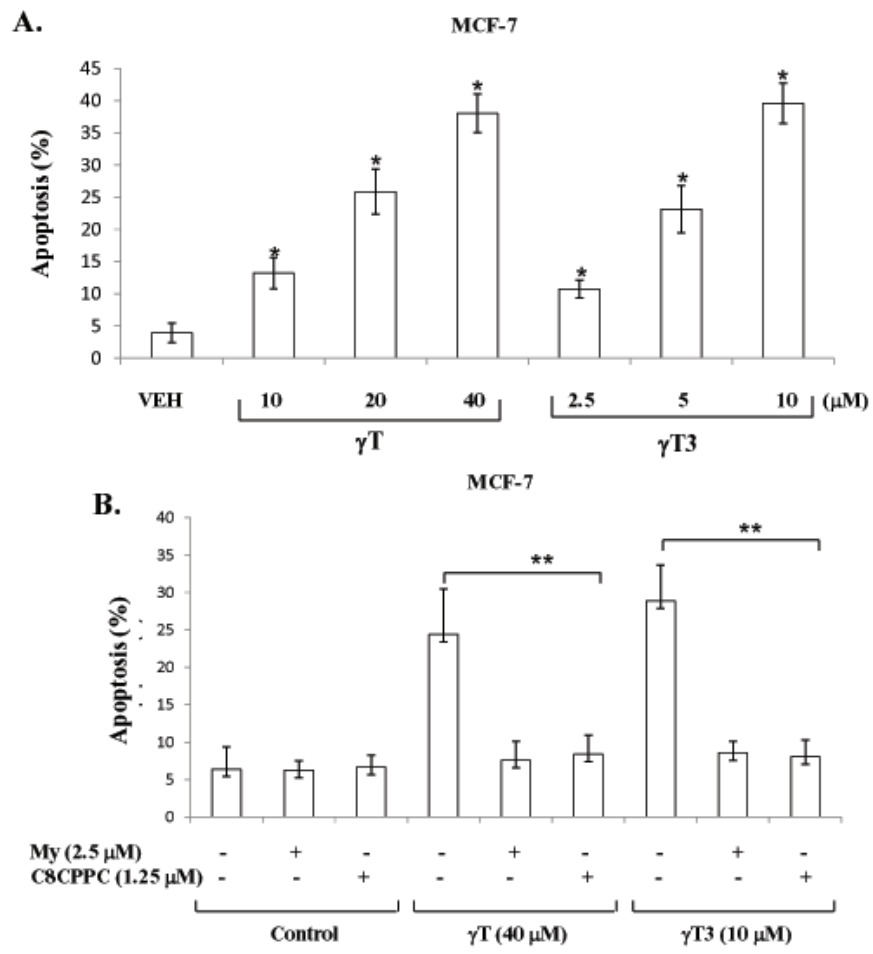 A.
MCF-7
45
40
35
30
25
20
15
10
5
0
Apoptosis (%)
* * * * * *
VEH 10 20 40 2.5 5 10 (μM)
γT γT3
MCF-7
B.
40
35
30
25
20
15
10
5
0
Apoptosis (%)
** **
My (2.5 μM) - + - - + - - + -
C8CPPC (1.25 μM) - - + - - + - - +
Control γT (40 μM) γT3 (10 μM)